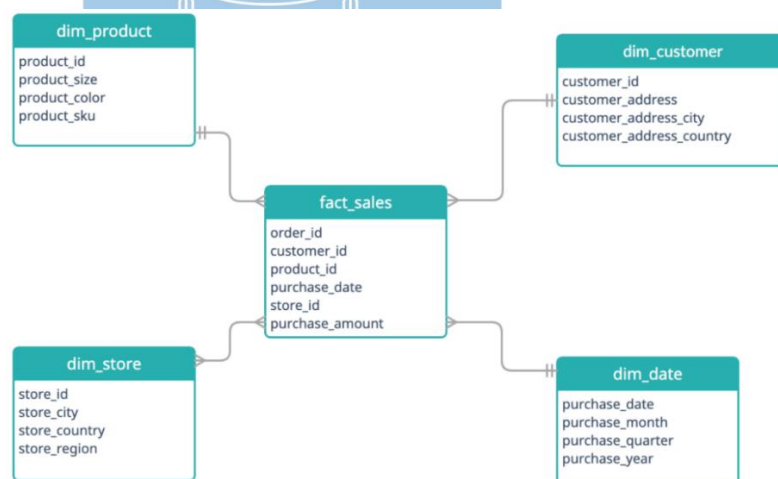 dim_product
product_id
product_size
product_color
product_sku
dim_customer
customer_id
customer_address
customer_address_city
customer_address_country
fact_sales
order_id
customer_id
product_id
purchase_date
store_id
purchase_amount
dim_store
store_id
store_city
store_country
store_region
dim_date
purchase_date
purchase_month
purchase_quarter
purchase_year